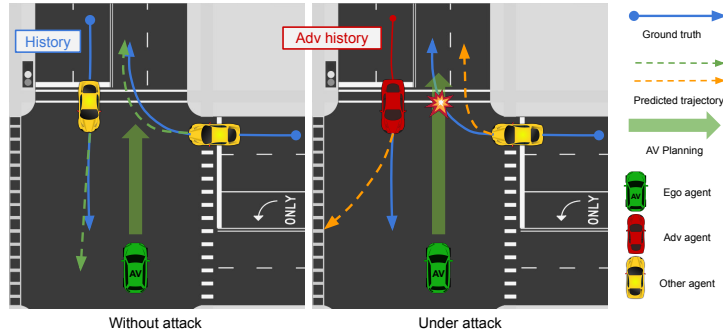 History
Adv history
Ground truth
Predicted trajectory
AV Planning
ONLY
ONLY
AV
AV
AV
Ego agent
Adv agent
Other agent
Without attack
Under attack